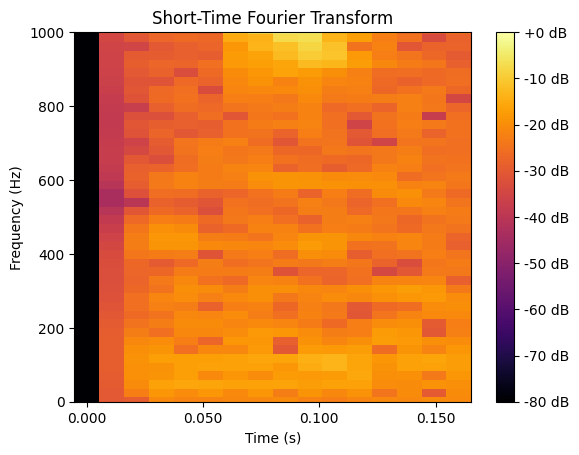 Short-Time Fourier Transform
Frequency (Hz)
1000
800
600
400
200
0
0.000
0.050
0.100
0.150
Time (s)
+0 dB
-10 dB
-20 dB
-30 dB
-40 dB
-50 dB
-60 dB
-70 dB
-80 dB